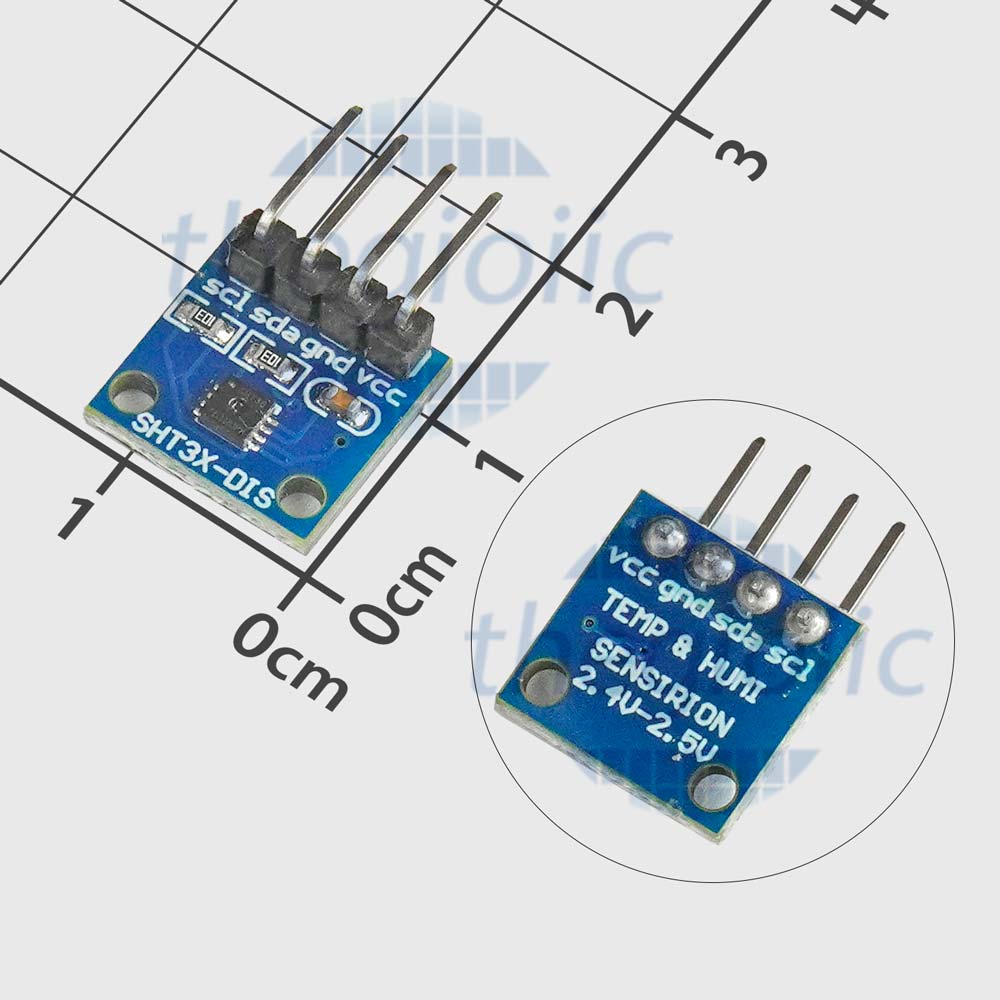 4
3
2
1
0cm
1
0cm
scl sda gnd vcc
E01
E01
SHT3X-DIS
vcc gnd sda scl
TEMP & HUMI
SENSIRION
2.4V-2.5V
thegioiic
thegioiic